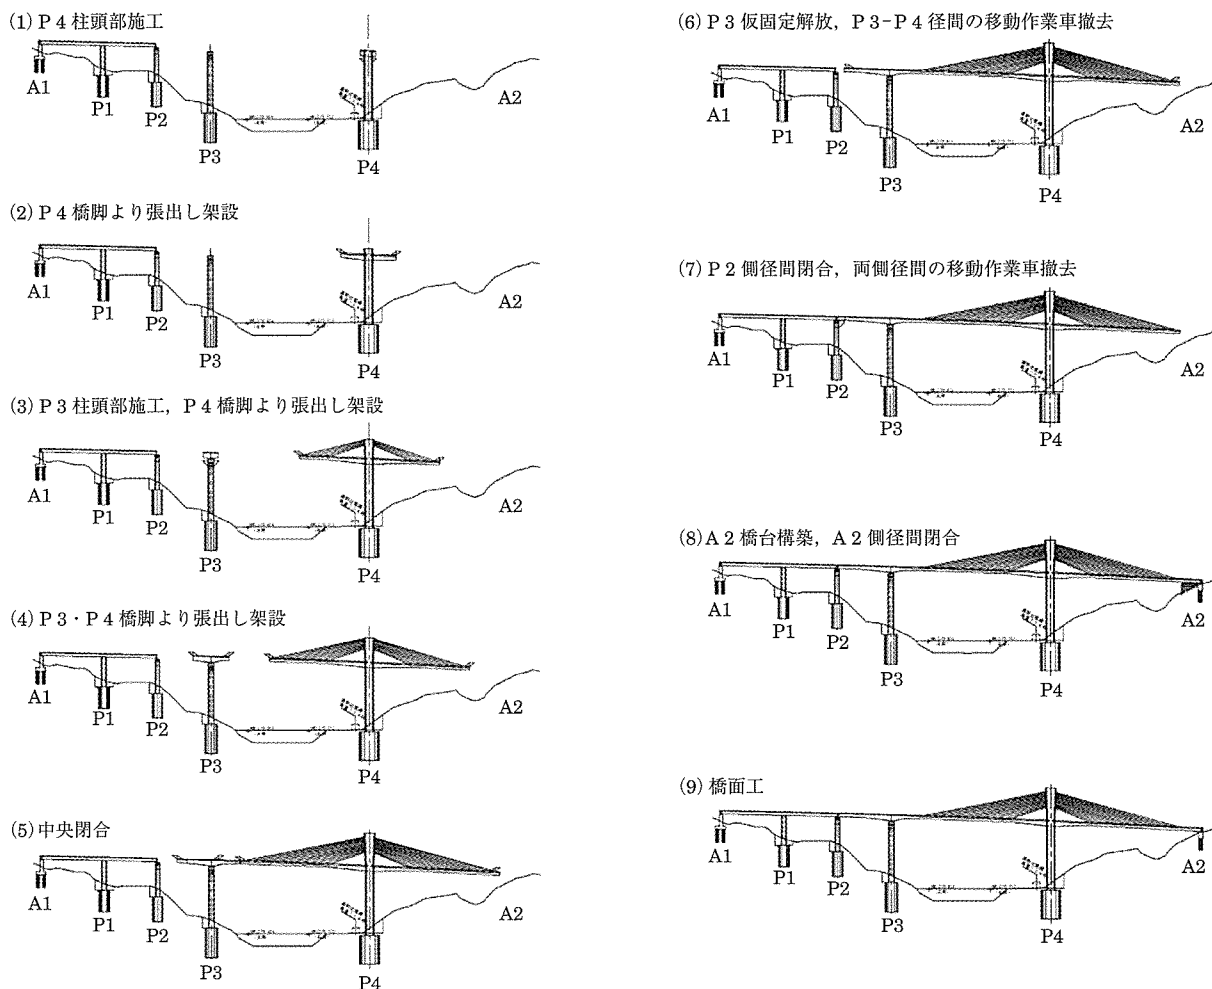 (1) P 4 柱頭部施工
A1
P1
P2
P3
P4
A2
(2) P 4 橋脚より張出し架設
A1
P1
P2
P3
P4
A2
(3) P 3 柱頭部施工，P 4 橋脚より張出し架設
A1
P1
P2
P3
P4
A2
(4) P 3・P 4 橋脚より張出し架設
A1
P1
P2
P3
P4
A2
(5) 中央閉合
A1
P1
P2
P3
P4
A2
(6) P 3 仮固定解放，P 3-P 4 径間の移動作業車撤去
A1
P1
P2
P3
P4
A2
(7) P 2 側径間閉合，両側径間の移動作業車撤去
A1
P1
P2
P3
P4
A2
(8) A 2 橋台構築，A 2 側径間閉合
A1
P1
P2
P3
P4
A2
(9) 橋面工
A1
P1
P2
P3
P4
A2